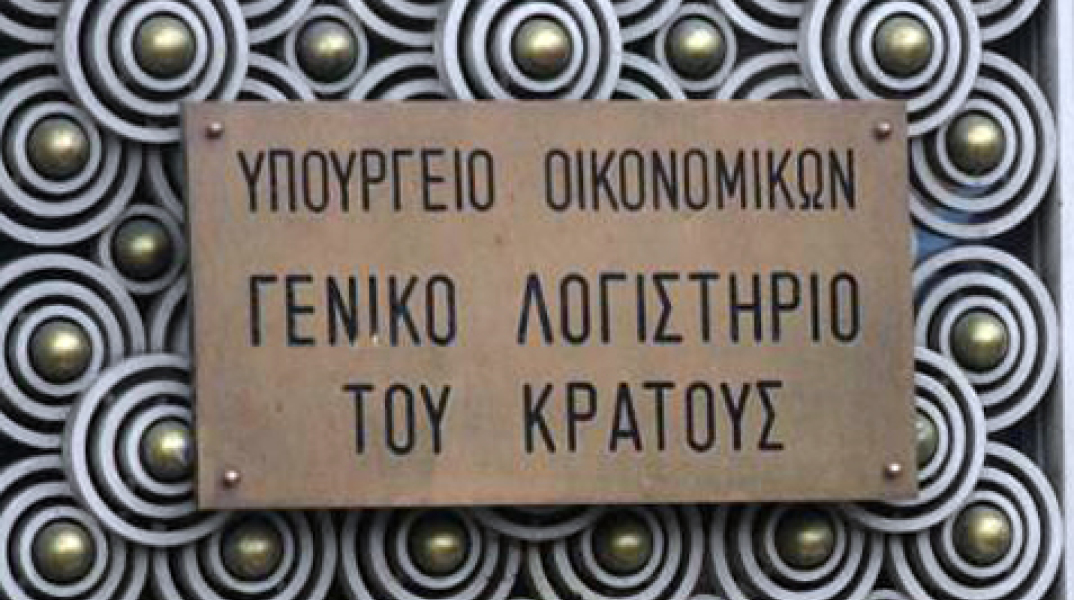 ΥΠΟΥΡΓΕΙΟ ΟΙΚΟΝΟΜΙΚΩΝ
ΓΕΝΙΚΟ ΛΟΓΙΣΤΗΡΙΟ
ΤΟΥ ΚΡΑΤΟΥΣ